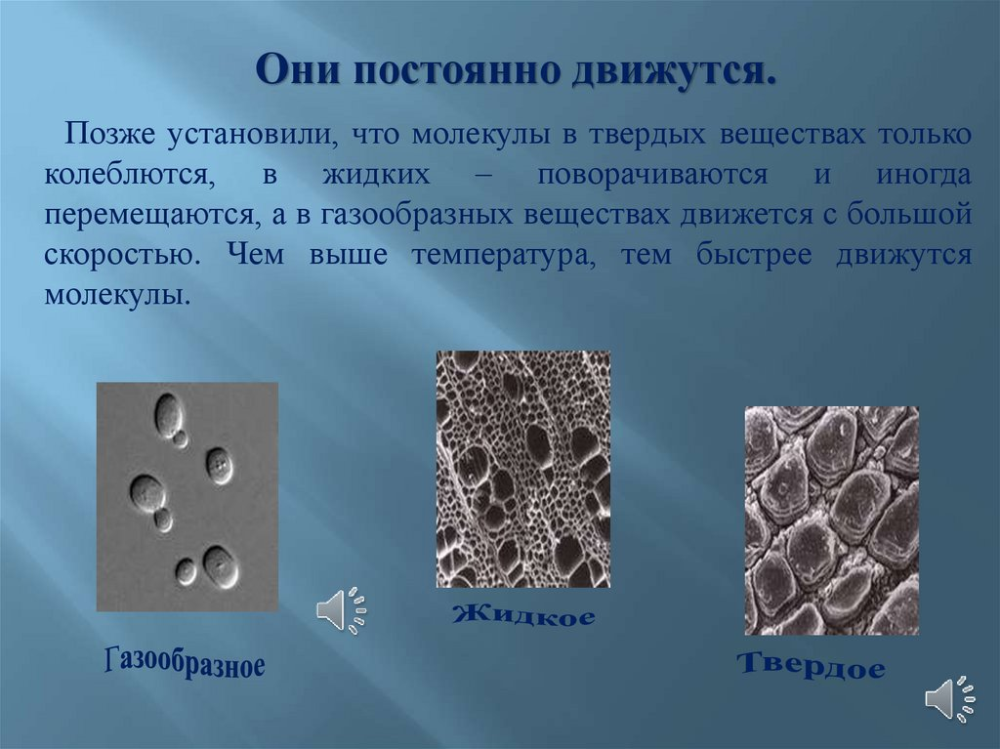 Они постоянно движутся.
Позже установили, что молекулы в твердых веществах только
колеблются, в жидких – поворачиваются и иногда
перемещаются, а в газообразных веществах движется с большой
скоростью. Чем выше температура, тем быстрее движутся
молекулы.
Жидкое
Газообразное
Твердое